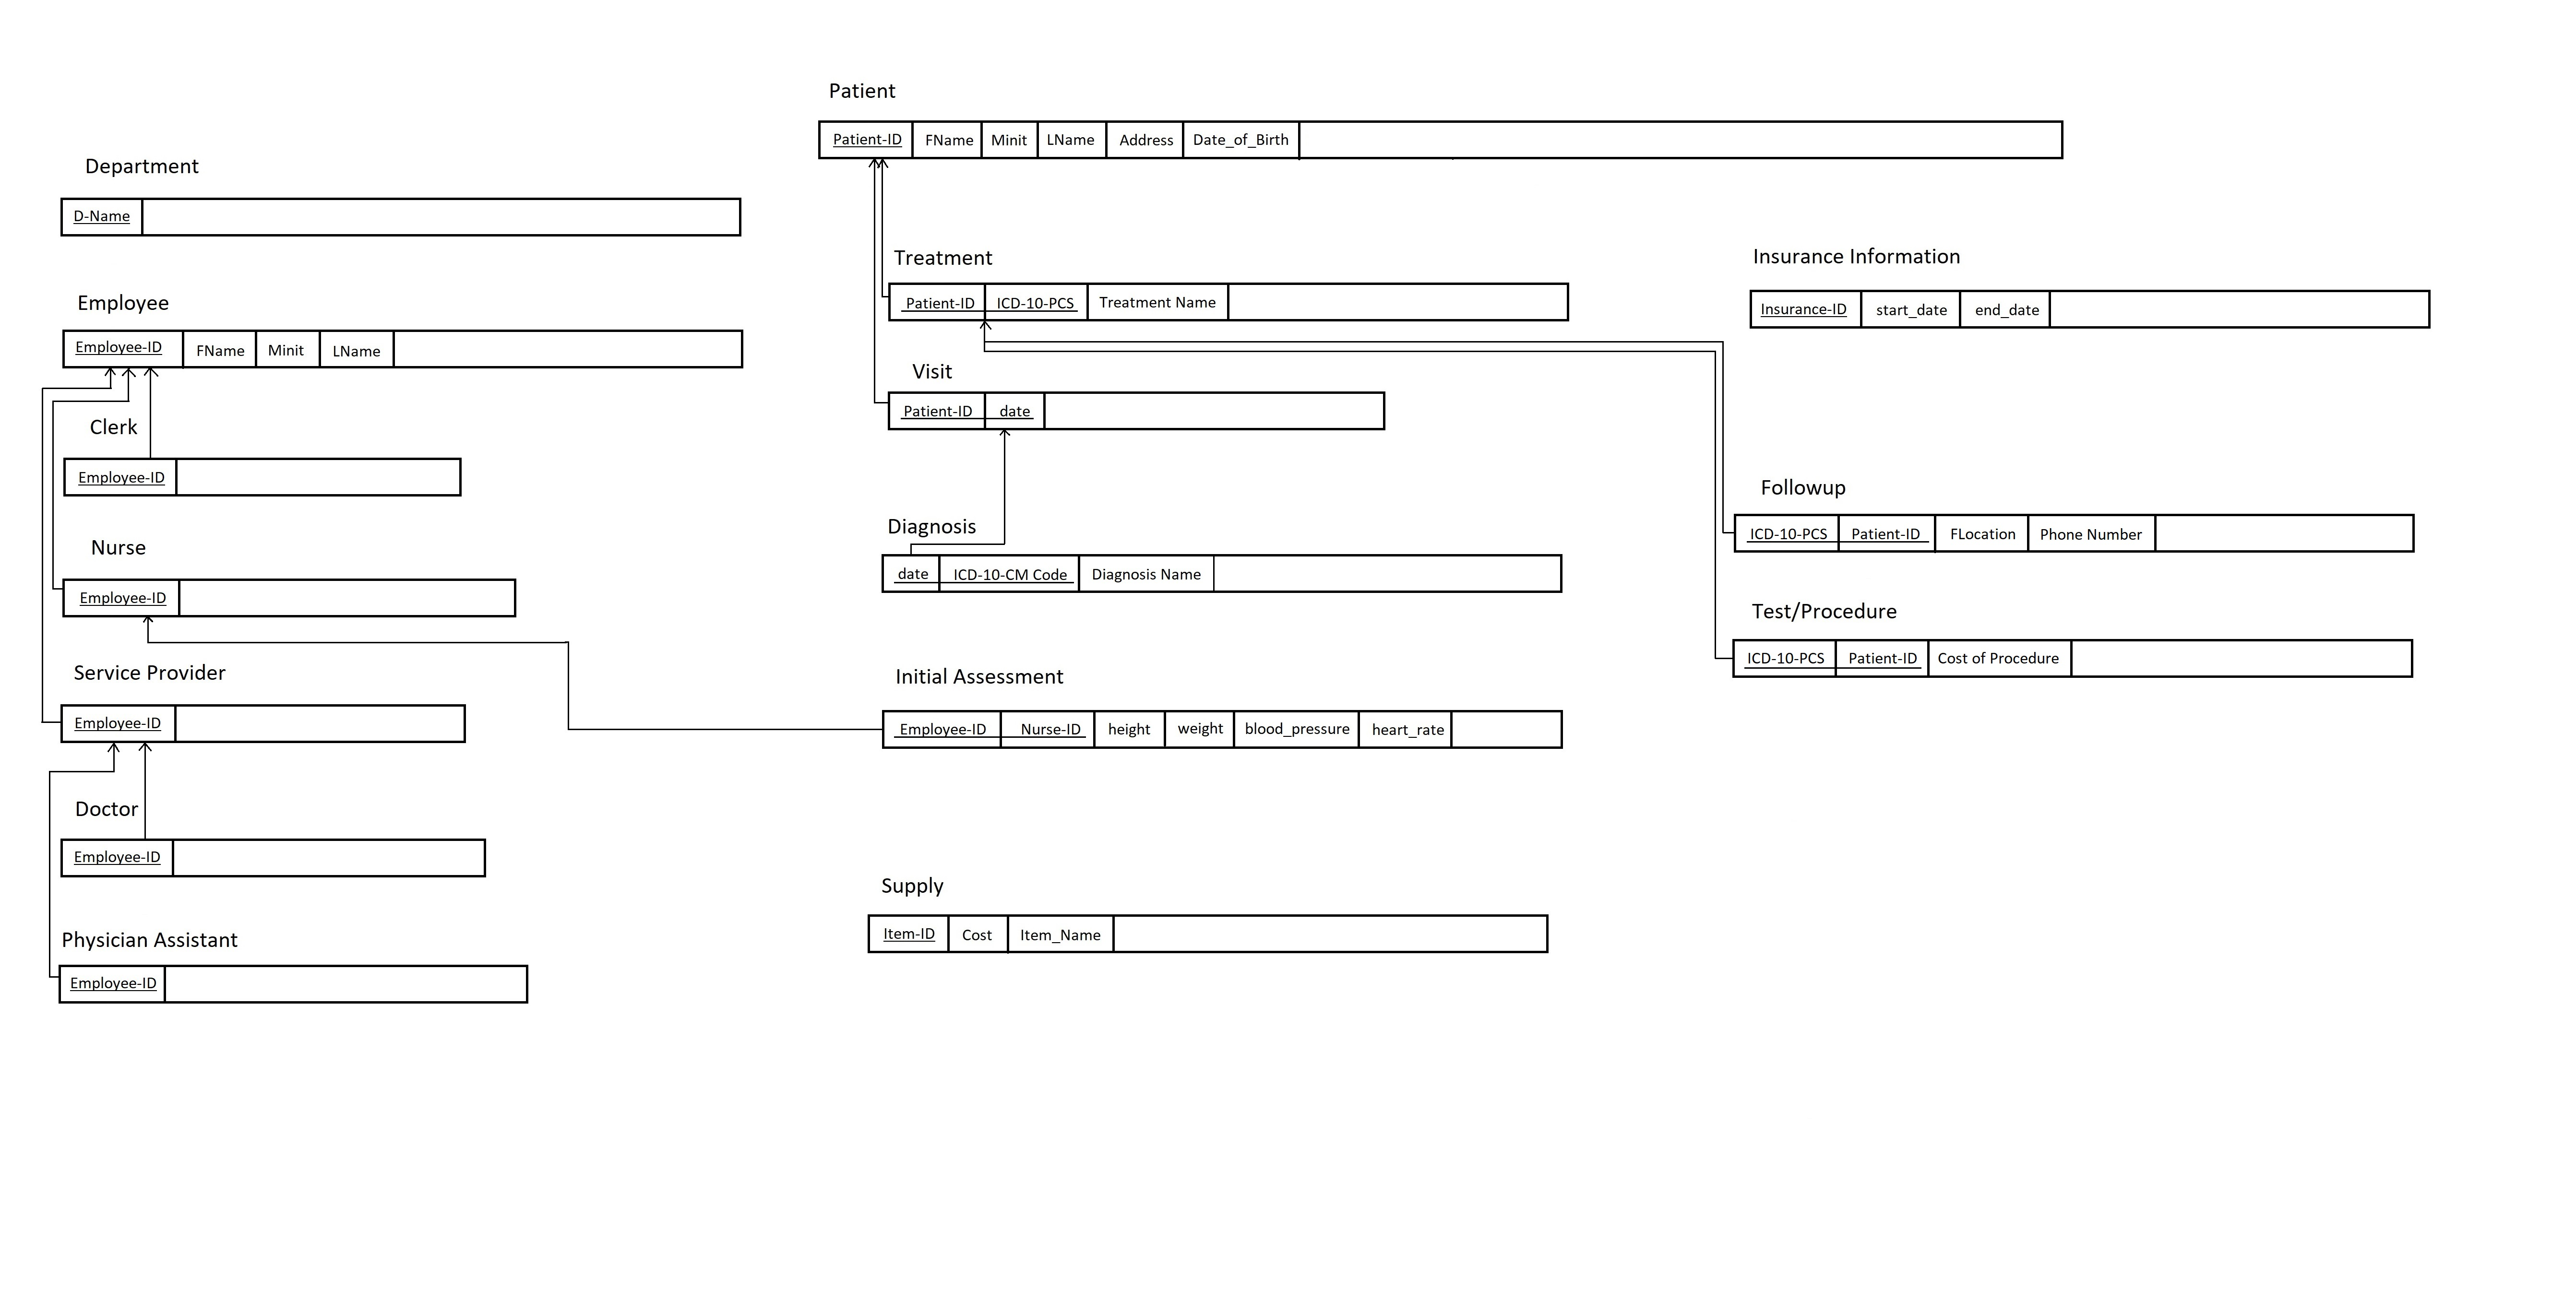 Patient
Patient-ID FName Minit LName Address Date_of_Birth
Department
D-Name
Employee
Employee-ID FName Minit LName
Clerk
Employee-ID
Nurse
Employee-ID
Service Provider
Employee-ID
Doctor
Employee-ID
Physician Assistant
Employee-ID
Treatment
Patient-ID ICD-10-PCS Treatment Name
Visit
Patient-ID date
Diagnosis
date ICD-10-CM Code Diagnosis Name
Initial Assessment
Employee-ID Nurse-ID height weight blood_pressure heart_rate
Supply
Item-ID Cost Item_Name
Insurance Information
Insurance-ID start_date end_date
Followup
ICD-10-PCS Patient-ID FLocation Phone Number
Test/Procedure
ICD-10-PCS Patient-ID Cost of Procedure